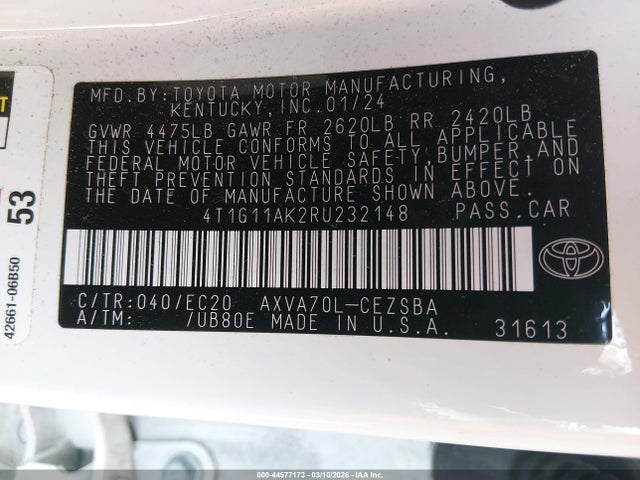 MFD.BY:TOYOTA MOTOR MANUFACTURING,
KENTUCKY,INC.01/24
GVWR 4475LB GAWR FR 2620LB RR 2420LB
THIS VEHICLE CONFORMS TO ALL APPLICABLE
FEDERAL MOTOR VEHICLE SAFETY,BUMPER,AND
THEFT PREVENTION STANDARDS IN EFFECT ON
THE DATE OF MANUFACTURE SHOWN ABOVE.
4T1G11AK2RU232148 PASS.CAR
C/TR:040/EC20 AXVA70L-CEZSBA
A/TM: /UB80E MADE IN U.S.A. 31613
53
42661-06B50
000-44577173 - 03/10/2026 - IAA Inc.